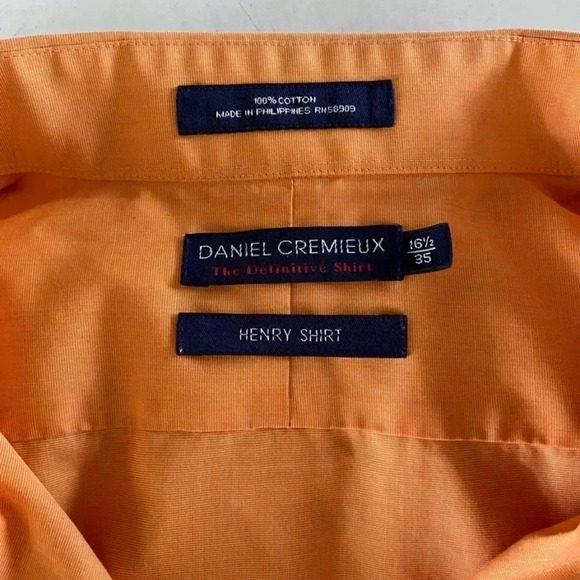 100% COTTON
MADE IN PHILIPPINES RN58909
DANIEL CREMIEUX
The Definitive Shirt
16½
35
HENRY SHIRT